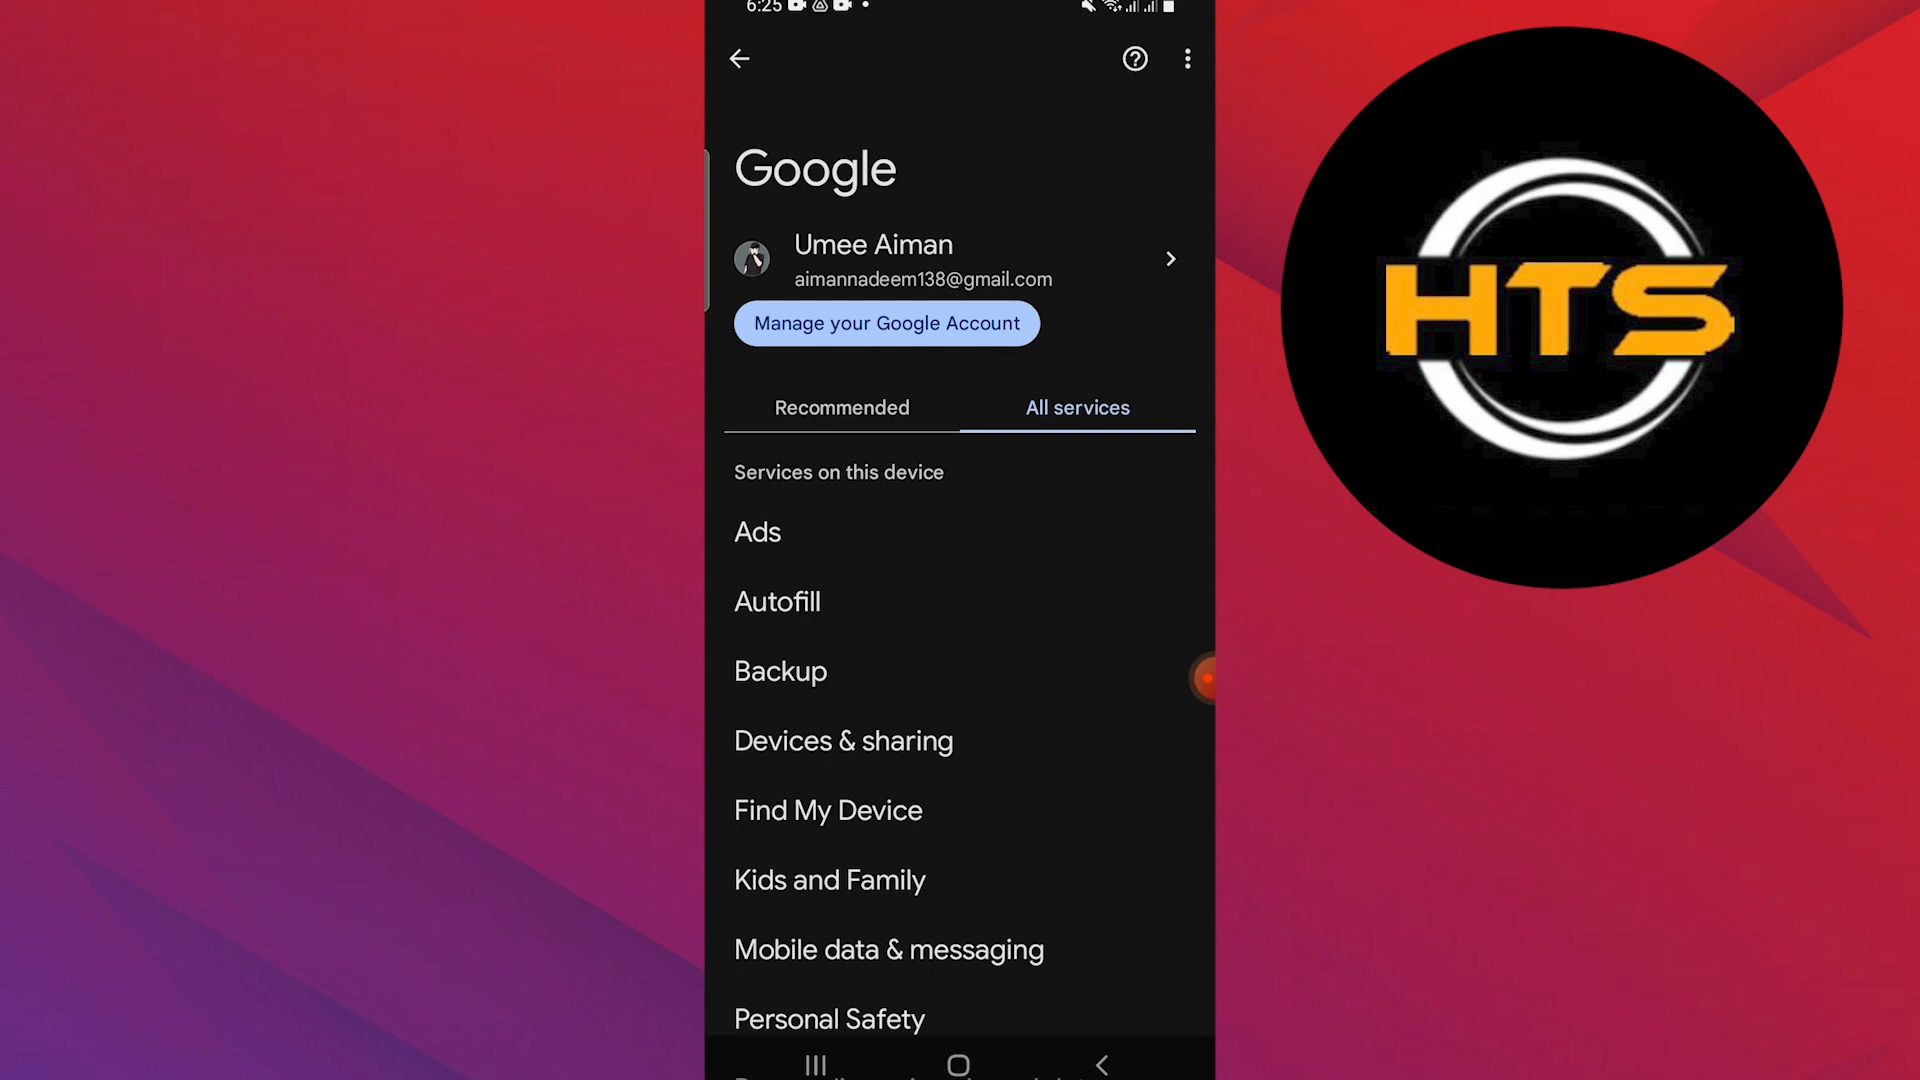 6:25
Google
Umee Aiman
aimannadeem138@gmail.com
Manage your Google Account
Recommended
All services
Services on this device
Ads
Autofill
Backup
Devices & sharing
Find My Device
Kids and Family
Mobile data & messaging
Personal Safety
HTS